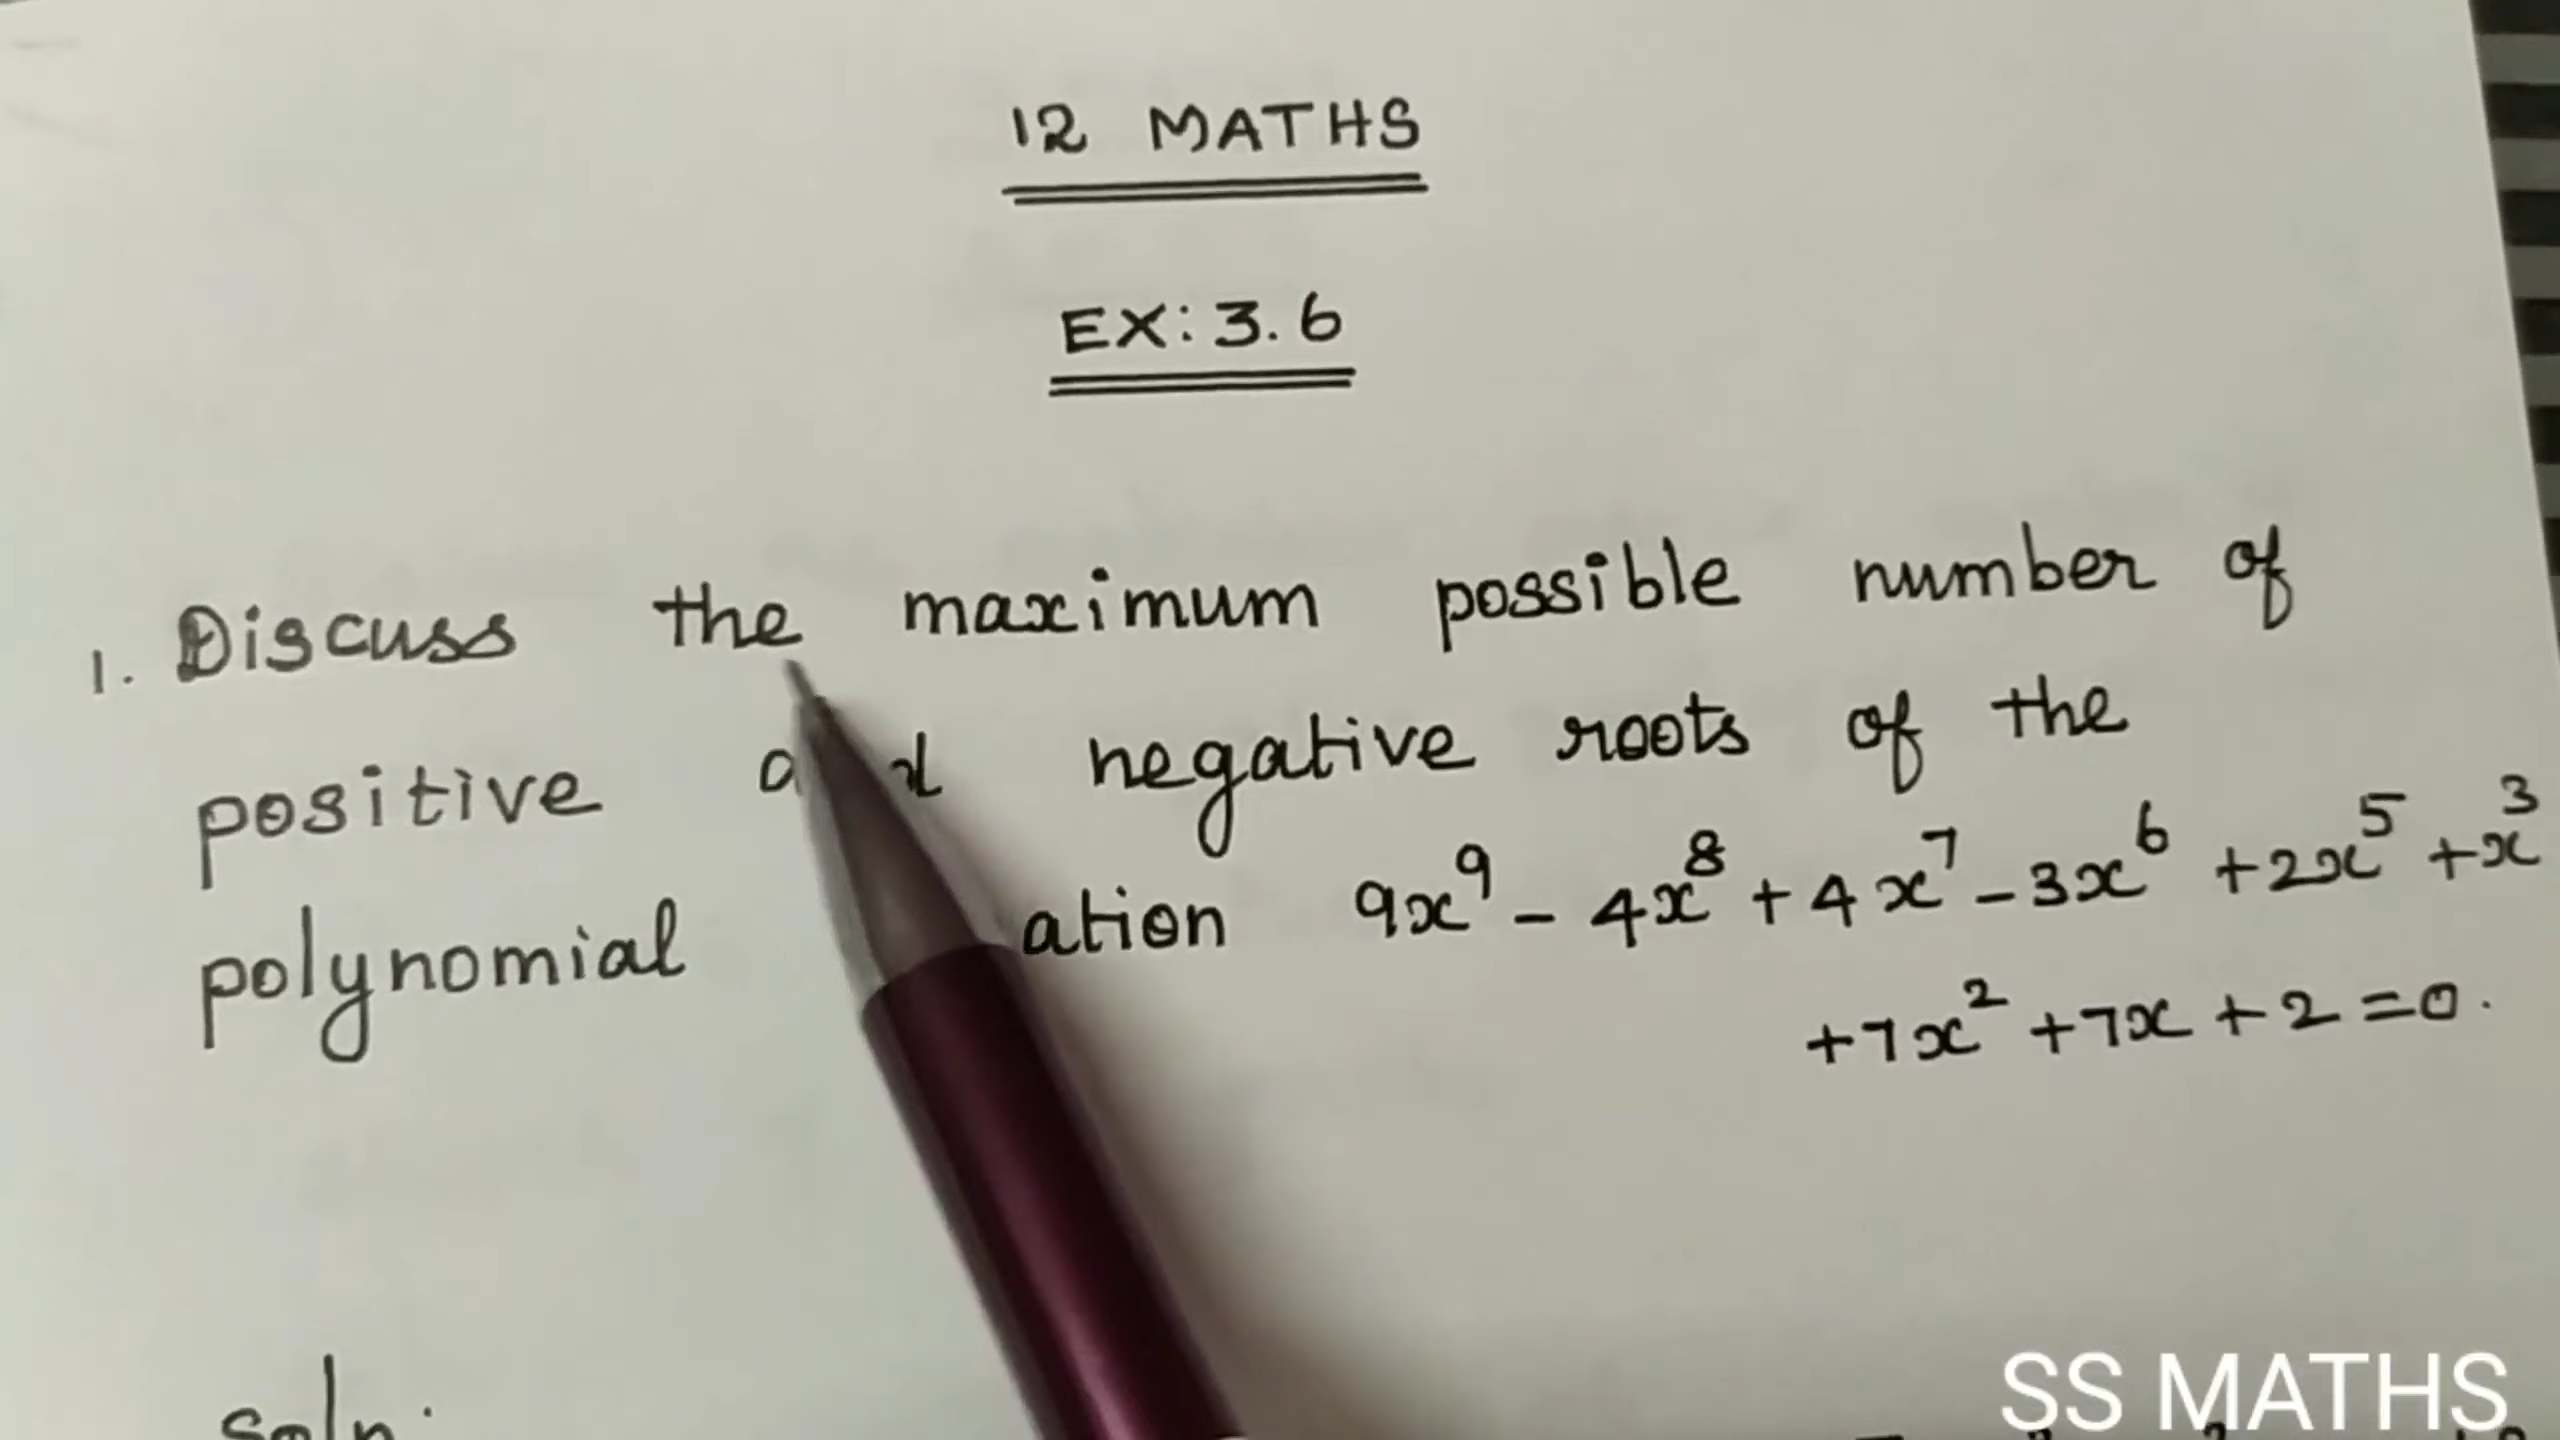 12 MATHS
EX: 3.6
1. Discuss the maximum possible number of
positive negative roots of the
polynomial ation 9x⁹ - 4x⁸ + 4x⁷ - 3x⁶ + 2x⁵ + x³
+7x² + 7x + 2 = 0.
Soln:
SS MATHS